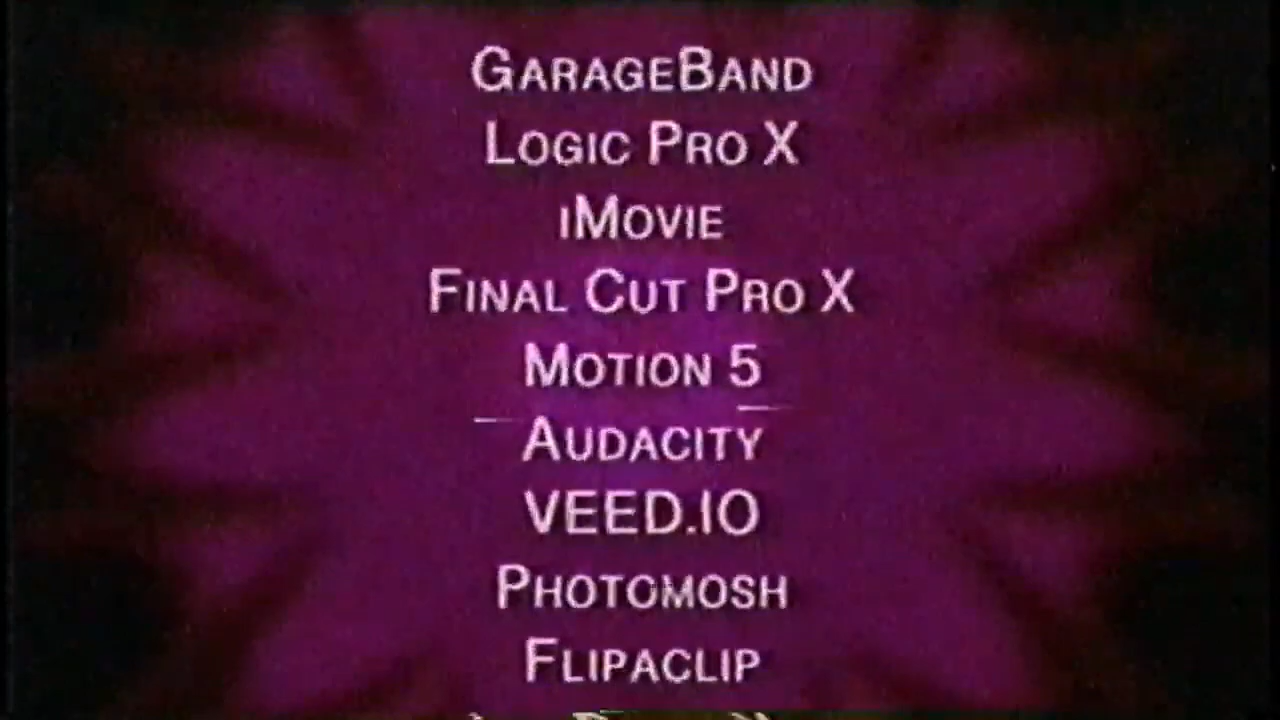 GarageBand
Logic Pro X
iMovie
Final Cut Pro X
Motion 5
Audacity
VEED.IO
Photomosh
Flipaclip